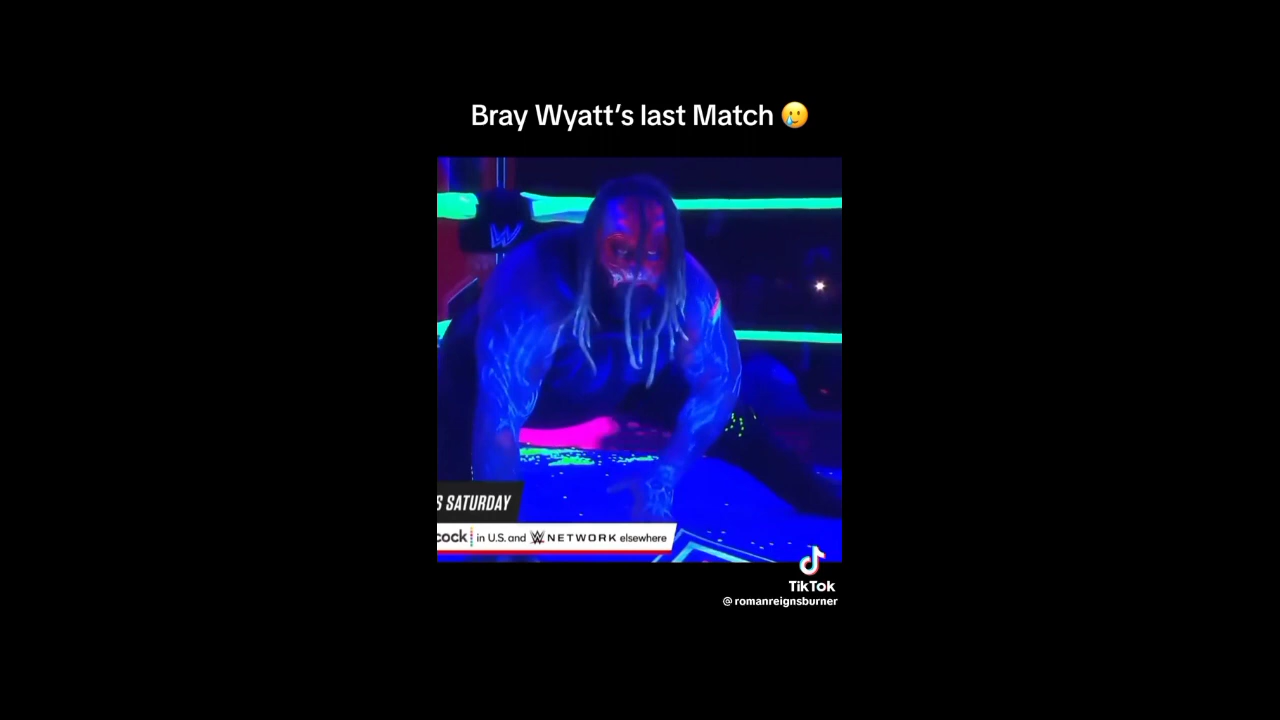 Bray Wyatt's last Match 🥲
W
S SATURDAY
cock in U.S. and W NETWORK elsewhere
TikTok
@romanreignsburner